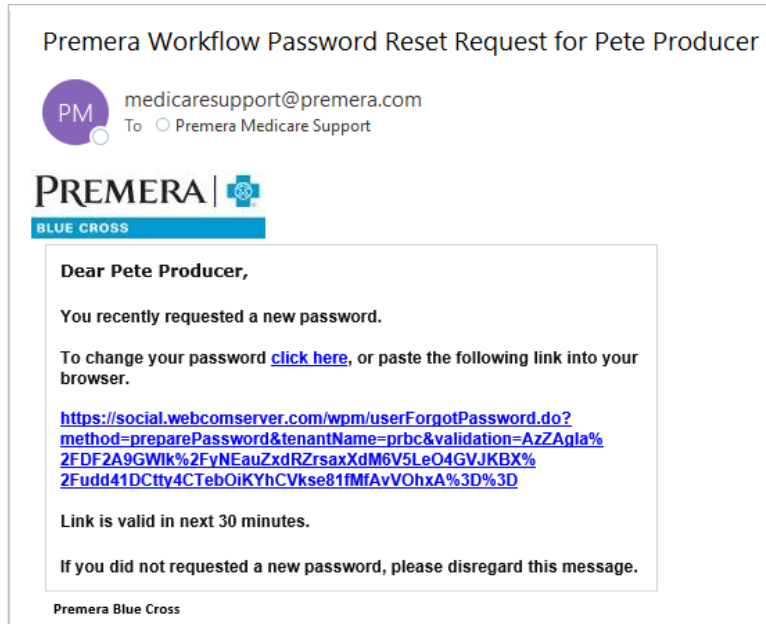 Premera Workflow Password Reset Request for Pete Producer
PM
medicaresupport@premera.com
To Premera Medicare Support
PREMERA
BLUE CROSS
Dear Pete Producer,
You recently requested a new password.
To change your password click here, or paste the following link into your
browser.
https://social.webcomserver.com/wpm/userForgotPassword.do?
method=preparePassword&tenantName=prbc&validation=AzZAgla%
2FDF2A9GWlk%2FyNEauZxdRZrsaxXdM6V5LeO4GVJKBX%
2Fudd41DCtty4CTebOiKYhCVkse81fMfAvVOhxA%3D%3D
Link is valid in next 30 minutes.
If you did not requested a new password, please disregard this message.
Premera Blue Cross